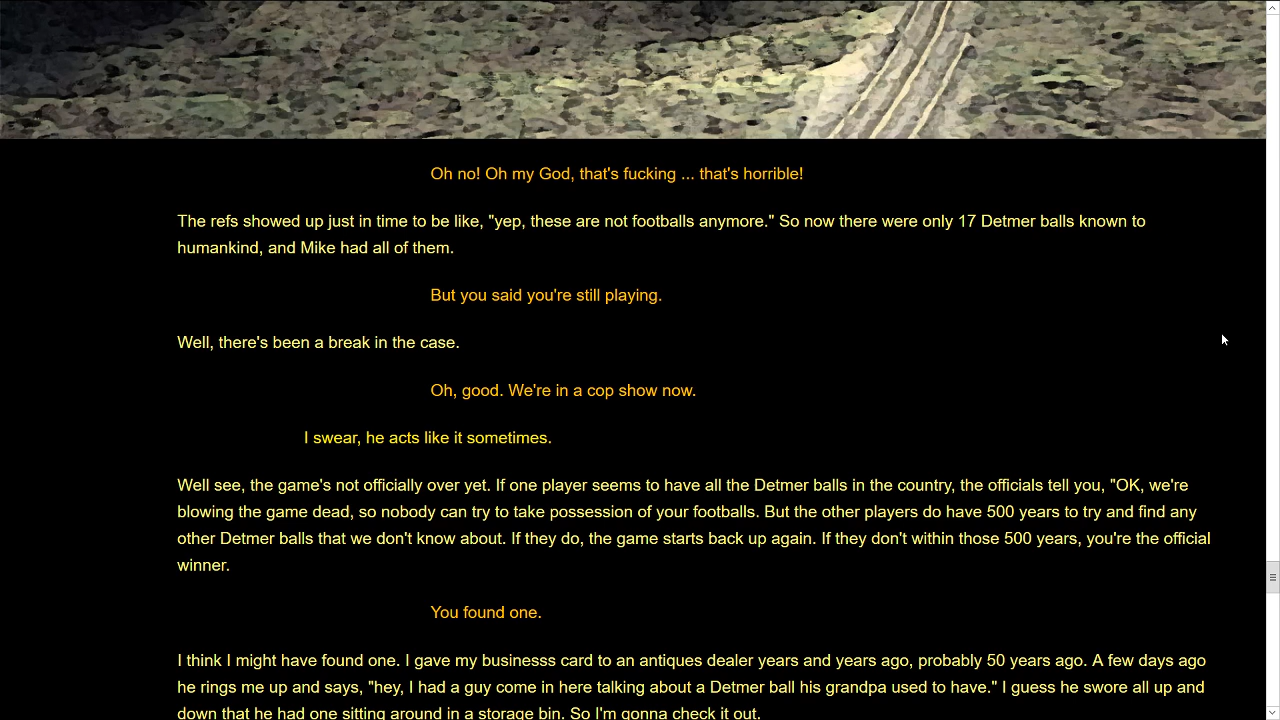 Oh no! Oh my God, that's fucking ... that's horrible!
The refs showed up just in time to be like, "yep, these are not footballs anymore." So now there were only 17 Detmer balls known to
humankind, and Mike had all of them.
But you said you're still playing.
Well, there's been a break in the case.
Oh, good. We're in a cop show now.
I swear, he acts like it sometimes.
Well see, the game's not officially over yet. If one player seems to have all the Detmer balls in the country, the officials tell you, "OK, we're
blowing the game dead, so nobody can try to take possession of your footballs. But the other players do have 500 years to try and find any
other Detmer balls that we don't know about. If they do, the game starts back up again. If they don't within those 500 years, you're the official
winner.
You found one.
I think I might have found one. I gave my businesss card to an antiques dealer years and years ago, probably 50 years ago. A few days ago
he rings me up and says, "hey, I had a guy come in here talking about a Detmer ball his grandpa used to have." I guess he swore all up and
down that he had one sitting around in a storage bin. So I'm gonna check it out.